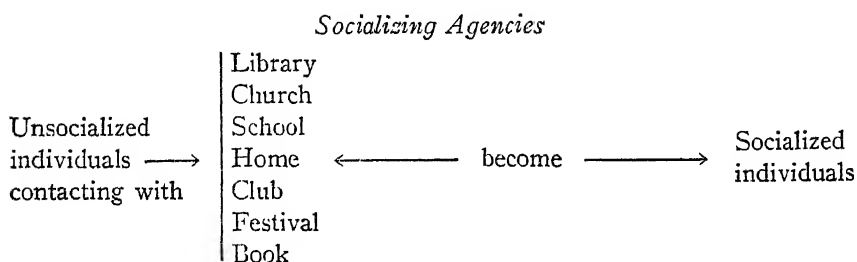 Socializing Agencies
Unsocialized
individuals
contacting with
Library
Church
School
Home
Club
Festival
Book
become
Socialized
individuals